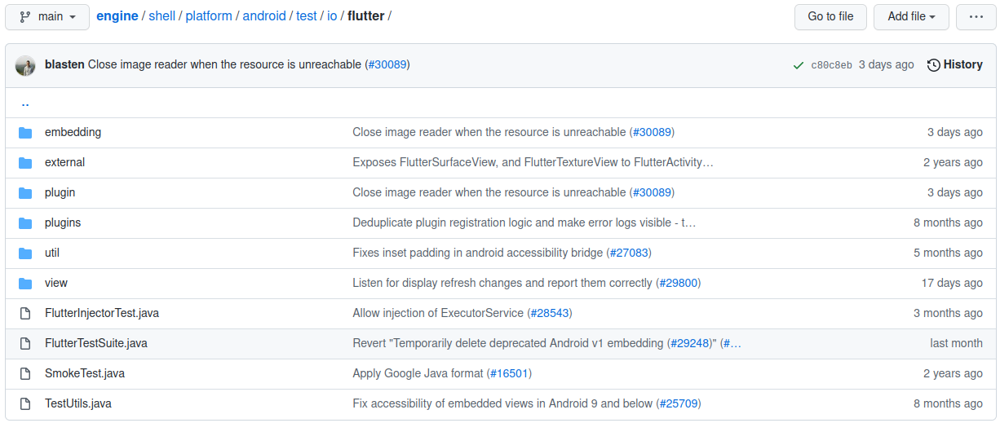 main engine / shell / platform / android / test / io / flutter / Go to file Add file ...
blasten Close image reader when the resource is unreachable (#30089) c80c8eb 3 days ago History
..
embedding Close image reader when the resource is unreachable (#30089) 3 days ago
external Exposes FlutterSurfaceView, and FlutterTextureView to FlutterActivity… 2 years ago
plugin Close image reader when the resource is unreachable (#30089) 3 days ago
plugins Deduplicate plugin registration logic and make error logs visible - t… 8 months ago
util Fixes inset padding in android accessibility bridge (#27083) 5 months ago
view Listen for display refresh changes and report them correctly (#29800) 17 days ago
FlutterInjectorTest.java Allow injection of ExecutorService (#28543) 3 months ago
FlutterTestSuite.java Revert "Temporarily delete deprecated Android v1 embedding (#29248)" (#… last month
SmokeTest.java Apply Google Java format (#16501) 2 years ago
TestUtils.java Fix accessibility of embedded views in Android 9 and below (#25709) 8 months ago